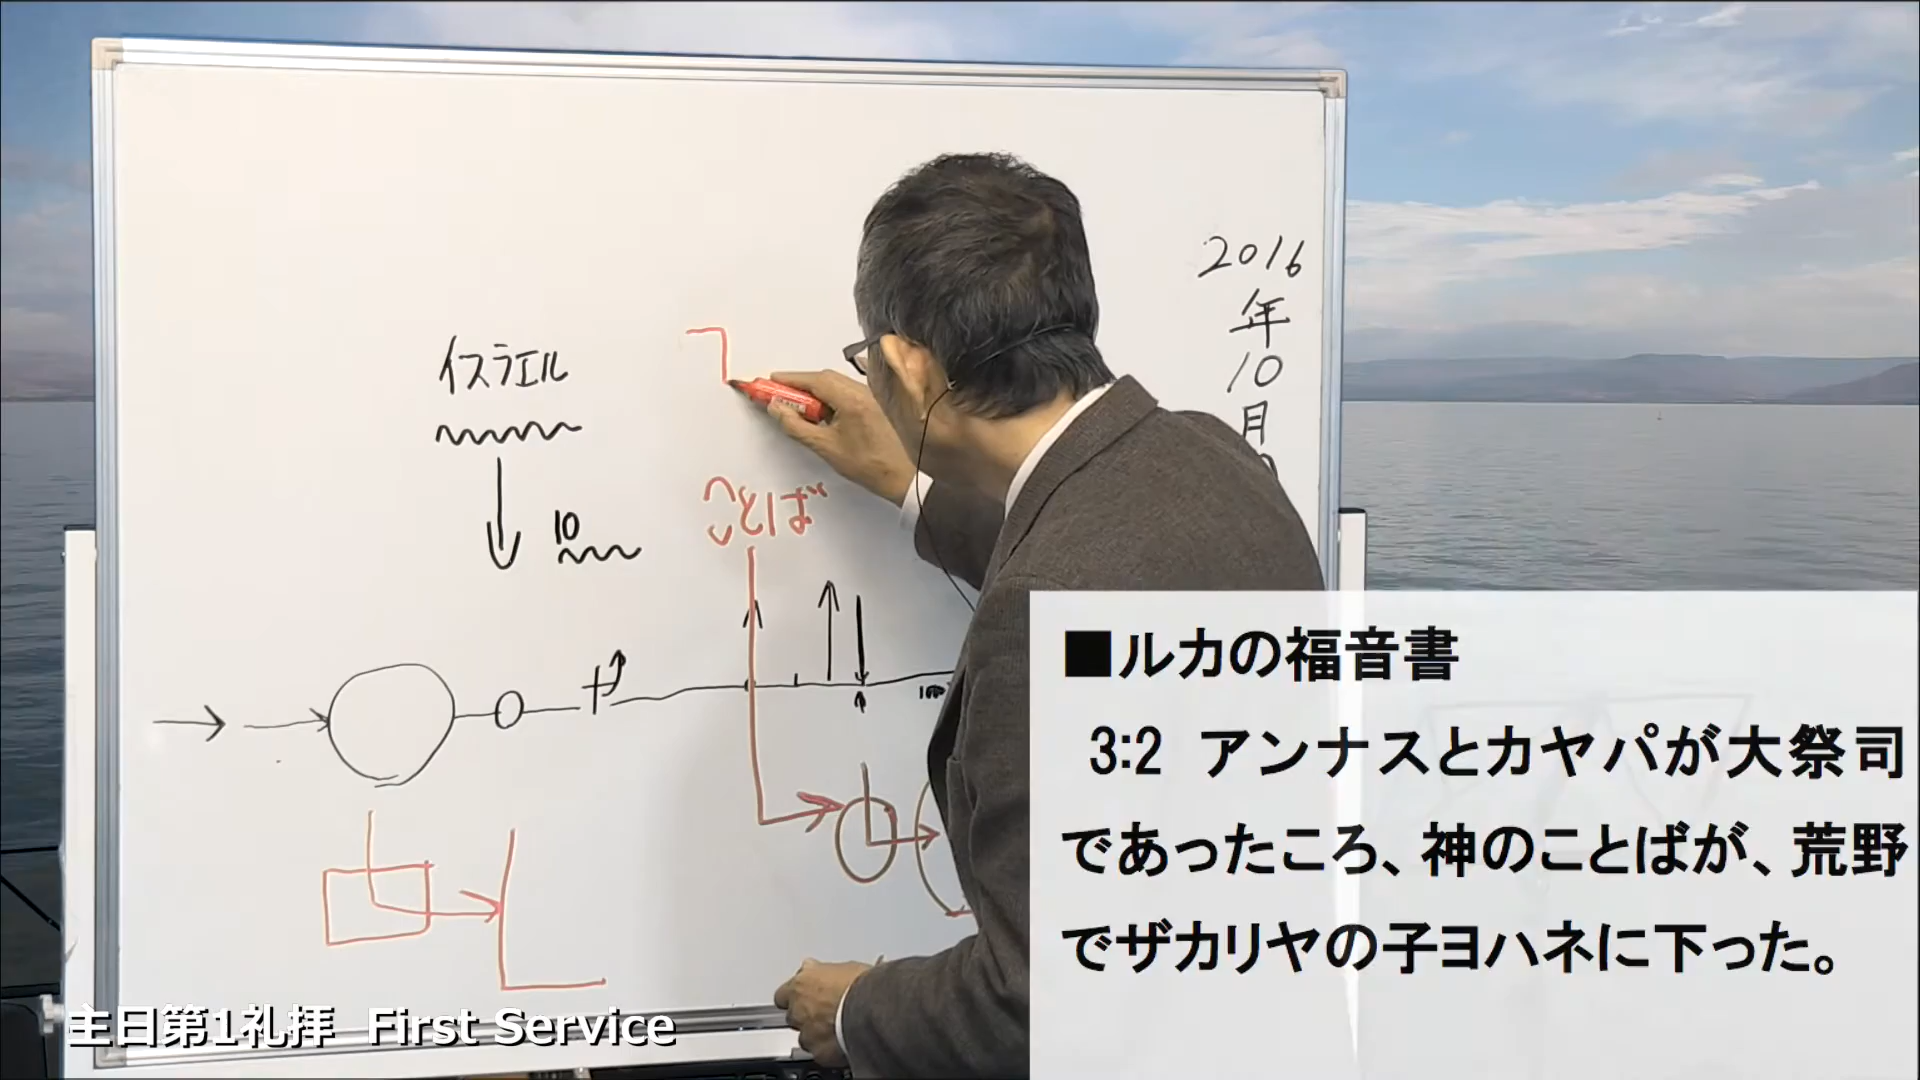 イスラエル
10
ことば
1000
2016
年
10
月
■ルカの福音書
3:2 アンナスとカヤパが大祭司
であったころ、神のことばが、荒野
でザカリヤの子ヨハネに下った。
主日第1礼拝 First Service